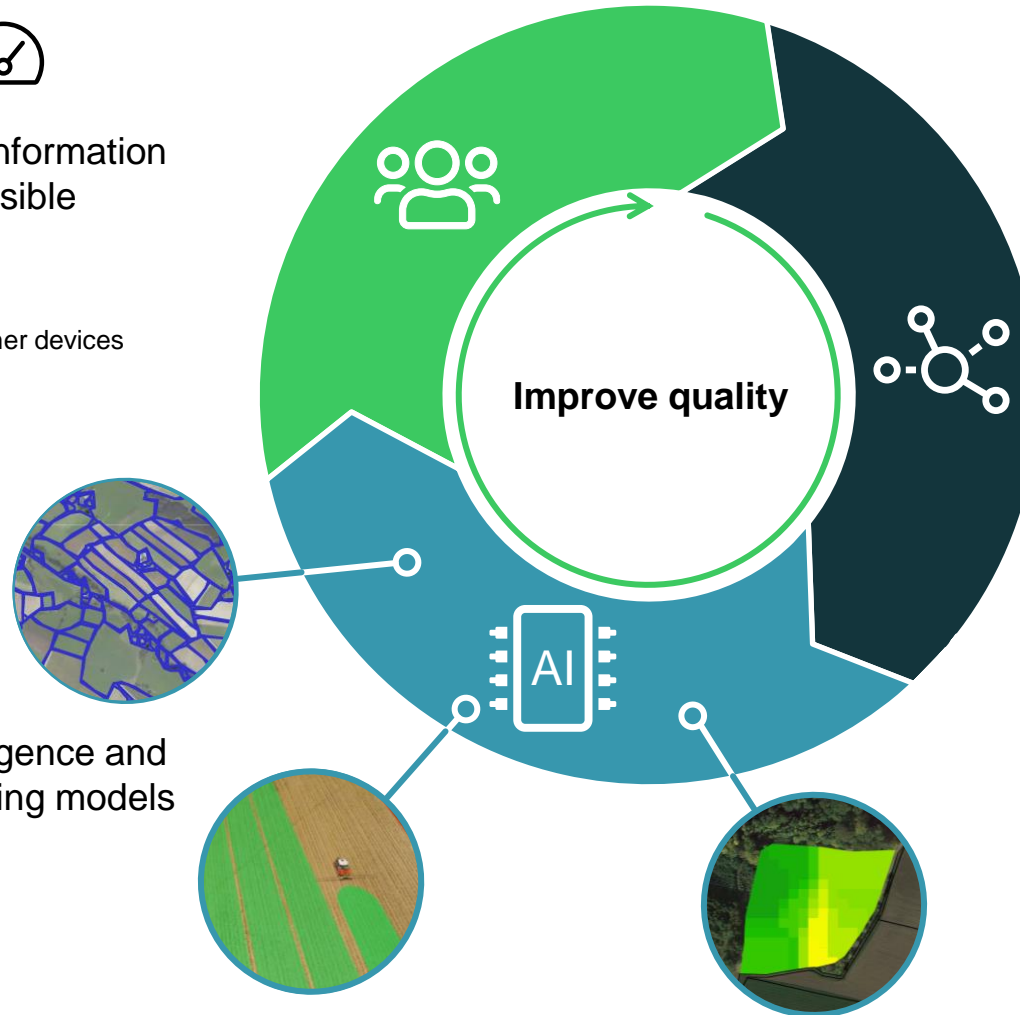 nformation
sible
ner devices
Improve quality
AI
gence and
ing models